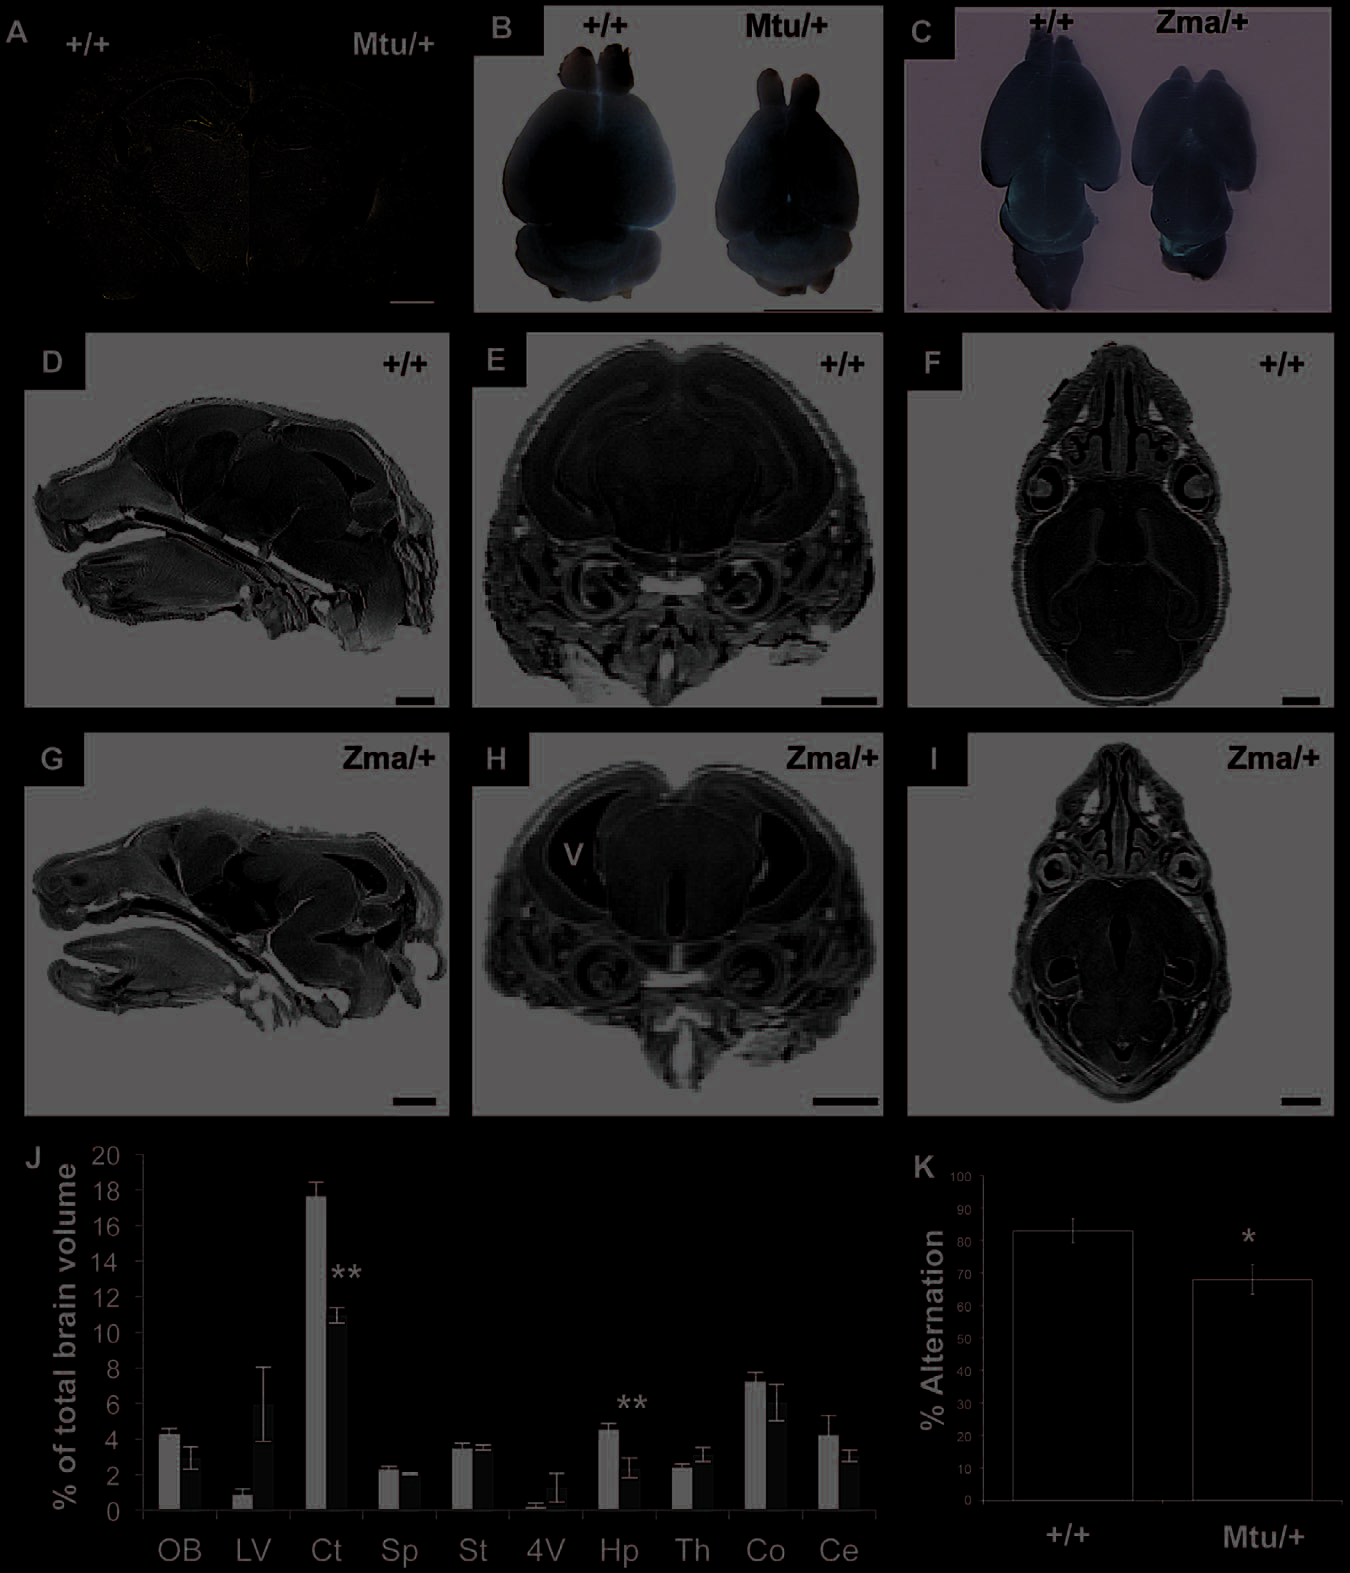 A
+/+
Mtu/+
B
+/+
Mtu/+
C
+/+
Zma/+
D
+/+
E
+/+
F
+/+
G
Zma/+
H
Zma/+
V
I
Zma/+
J
% of total brain volume
20
18
16
14
12
10
8
6
4
2
0
**
**
OB LV Ct Sp St 4V Hp Th Co Ce
K
% Alternation
100
90
80
70
60
50
40
30
20
10
0
*
+/+ Mtu/+